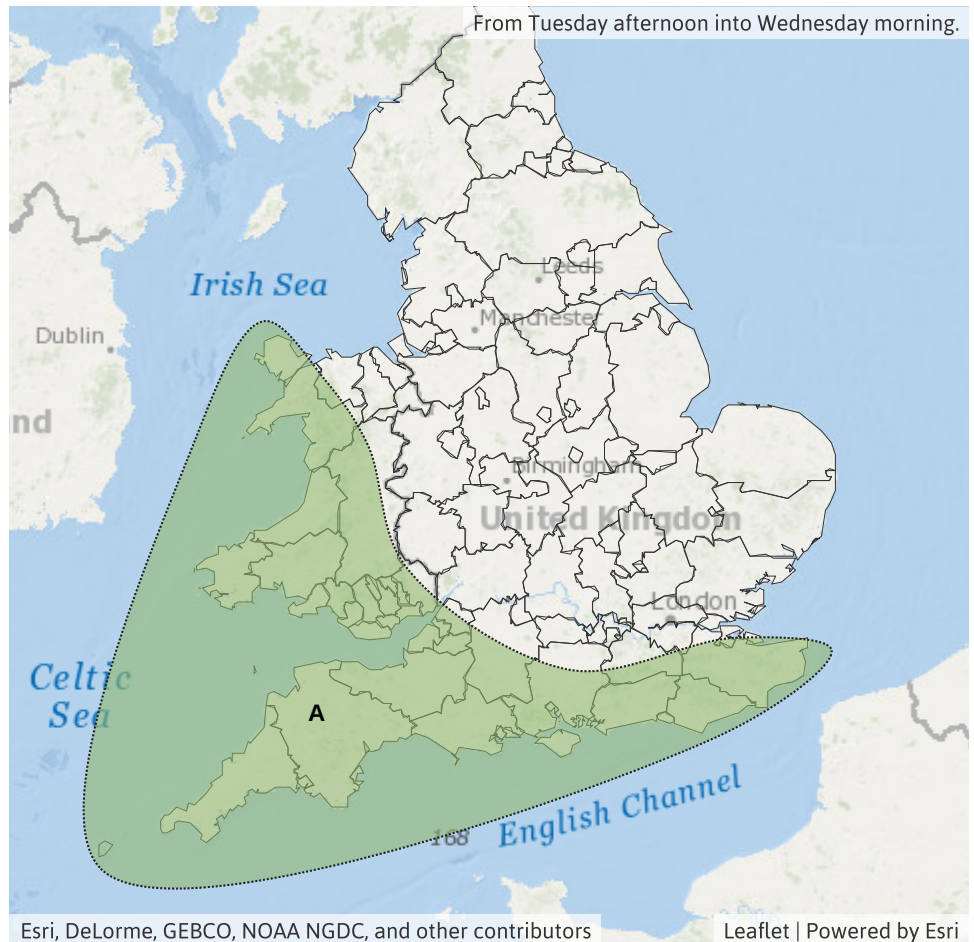 From Tuesday afternoon into Wednesday morning.
Leeds
Irish Sea
Manchester
Dublin
nd
Birmingham
United Kingdom
London
Celtic
Sea
A
English Channel
168
Esri, DeLorme, GEBCO, NOAA NGDC, and other contributors
Leaflet | Powered by Esri